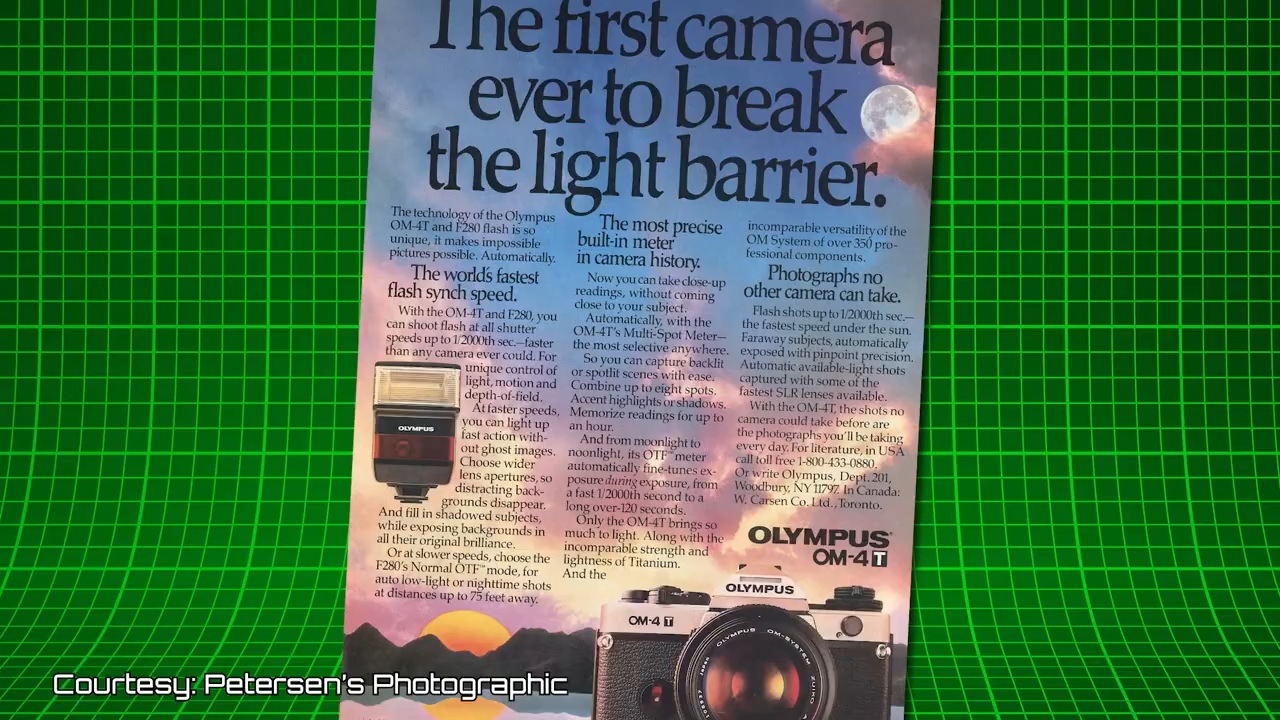 The first camera
ever to break
the light barrier.
The technology of the Olympus
OM-4T and F280 flash is so
unique, it makes impossible
pictures possible. Automatically.
The world's fastest
flash synch speed.
With the OM-4T and F280, you
can shoot flash at all shutter
speeds up to 1/2000th sec.—faster
than any camera ever could. For
unique control of
light, motion and
depth-of-field.
At faster speeds,
you can light up
fast action with-
out ghost images.
Choose wider
lens apertures, so
distracting back-
grounds disappear.
And fill in shadowed subjects,
while exposing backgrounds in
all their original brilliance.
Or at slower speeds, choose the
F280's Normal OTF™ mode, for
auto low-light or nighttime shots
at distances up to 75 feet away.
OLYMPUS
The most precise
built-in meter
in camera history.
Now you can take close-up
readings, without coming
close to your subject.
Automatically, with the
OM-4T's Multi-Spot Meter—
the most selective anywhere.
So you can capture backlit
or spotlit scenes with ease.
Combine up to eight spots.
Accent highlights or shadows.
Memorize readings for up to
an hour.
And from moonlight to
noonlight, its OTF™ meter
automatically fine-tunes ex-
posure during exposure, from
a fast 1/2000th second to a
long over-120 seconds.
Only the OM-4T brings so
much to light. Along with the
incomparable strength and
lightness of Titanium.
And the
incomparable versatility of the
OM System of over 350 pro-
fessional components.
Photographs no
other camera can take.
Flash shots up to 1/2000th sec.—
the fastest speed under the sun.
Faraway subjects, automatically
exposed with pinpoint precision.
Automatic available-light shots
captured with some of the
fastest SLR lenses available.
With the OM-4T, the shots no
camera could take before are
the photographs you'll be taking
every day. For literature, in USA
call toll free 1-800-433-0880.
Or write Olympus, Dept. 201,
Woodbury, NY 11797. In Canada:
W. Carsen Co. Ltd., Toronto.
OLYMPUS®
OM-4 T
OLYMPUS
OM-4 T
OLYMPUS OM-SYSTEM
JAPAN
Courtesy: Petersen's Photographic